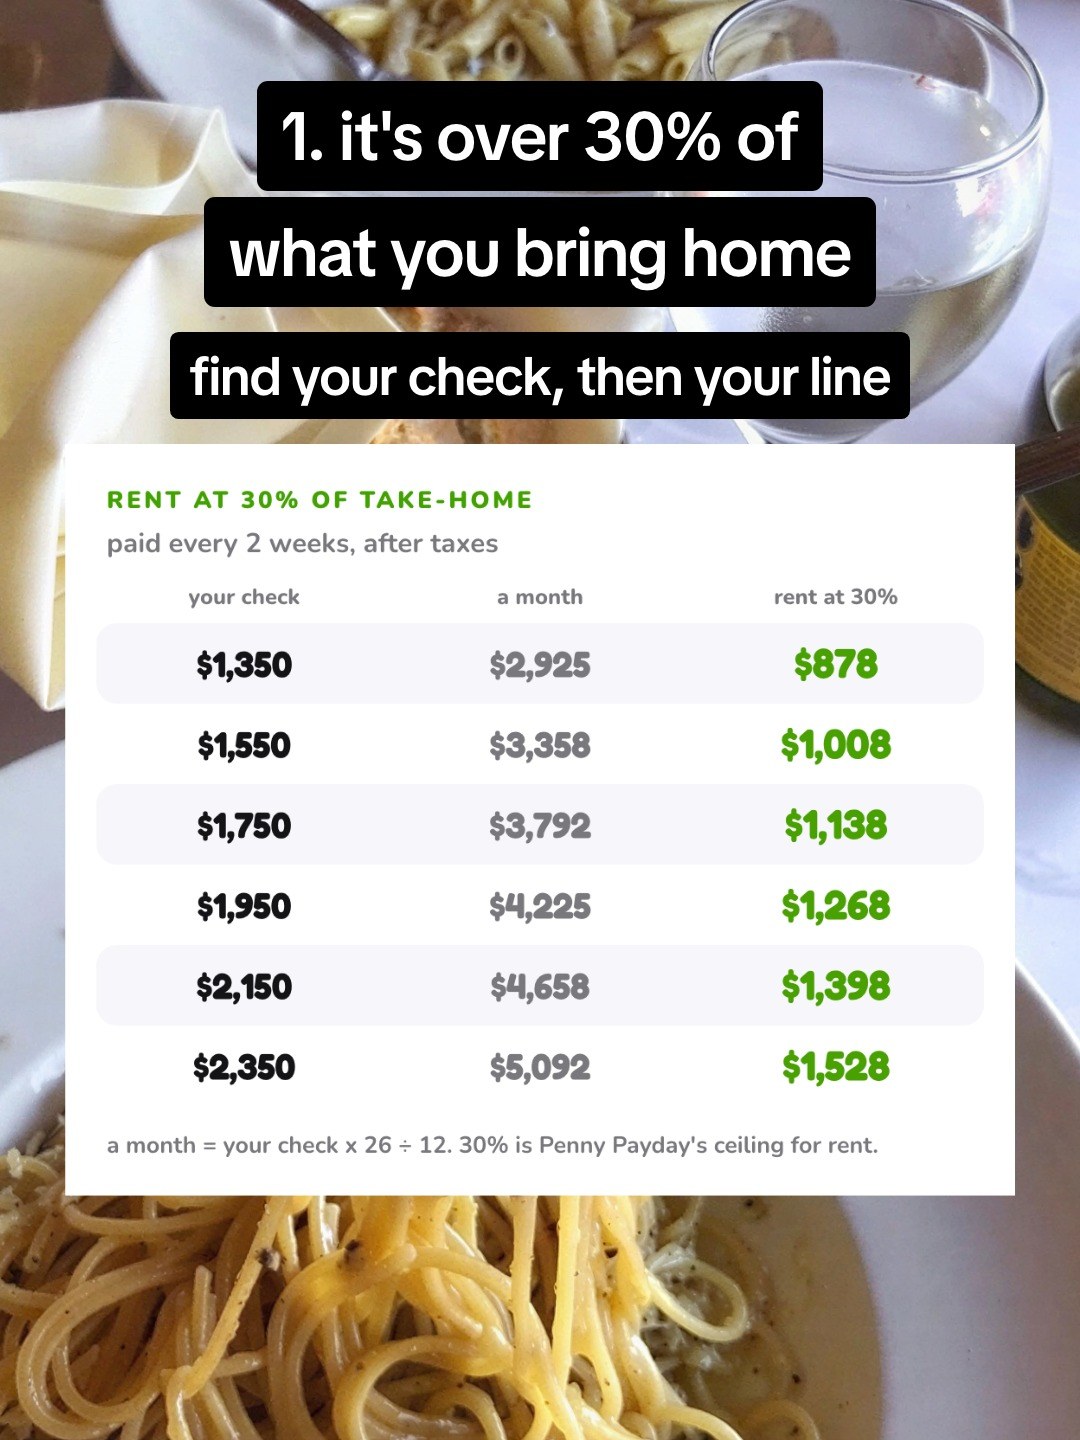 1. it's over 30% of
what you bring home
find your check, then your line
RENT AT 30% OF TAKE-HOME
paid every 2 weeks, after taxes
your check a month rent at 30%
$1,350 $2,925 $878
$1,550 $3,358 $1,008
$1,750 $3,792 $1,138
$1,950 $4,225 $1,268
$2,150 $4,658 $1,398
$2,350 $5,092 $1,528
a month = your check x 26 ÷ 12. 30% is Penny Payday's ceiling for rent.